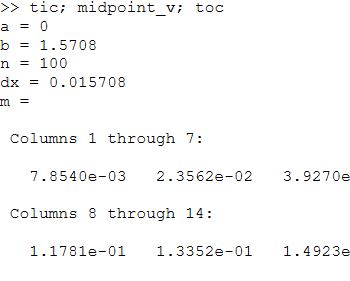 >> tic; midpoint_v; toc
a = 0
b = 1.5708
n = 100
dx = 0.015708
m =
Columns 1 through 7:
7.8540e-03 2.3562e-02 3.9270e
Columns 8 through 14:
1.1781e-01 1.3352e-01 1.4923e